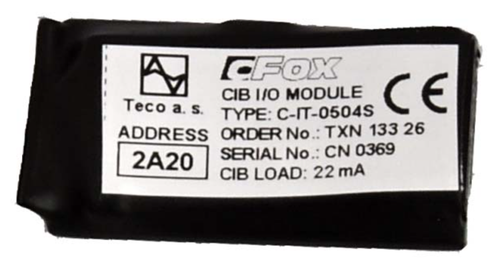 cFox
CIB I/O MODULE
Teco a. s.
TYPE: C-IT-0504S
CE
ADDRESS
ORDER No.: TXN 133 26
2A20
SERIAL No.: CN 0369
CIB LOAD: 22 mA